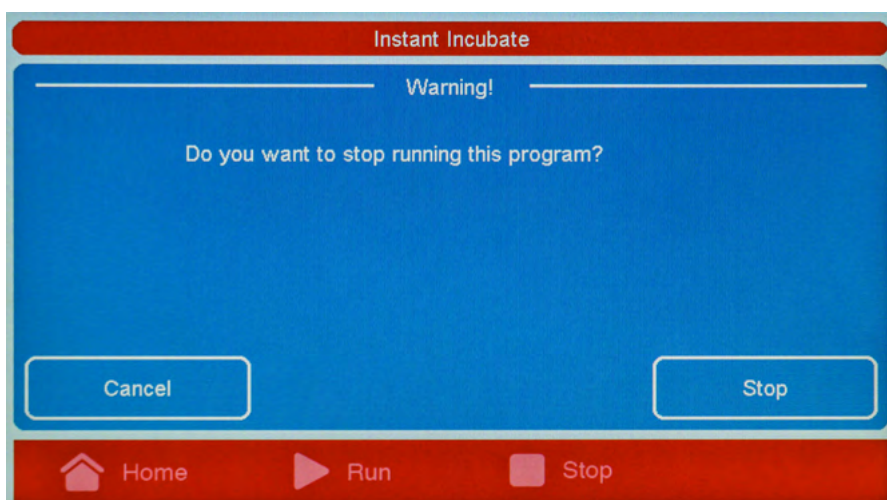 Instant Incubate
Warning!
Do you want to stop running this program?
Cancel
Stop
Home
Run
Stop